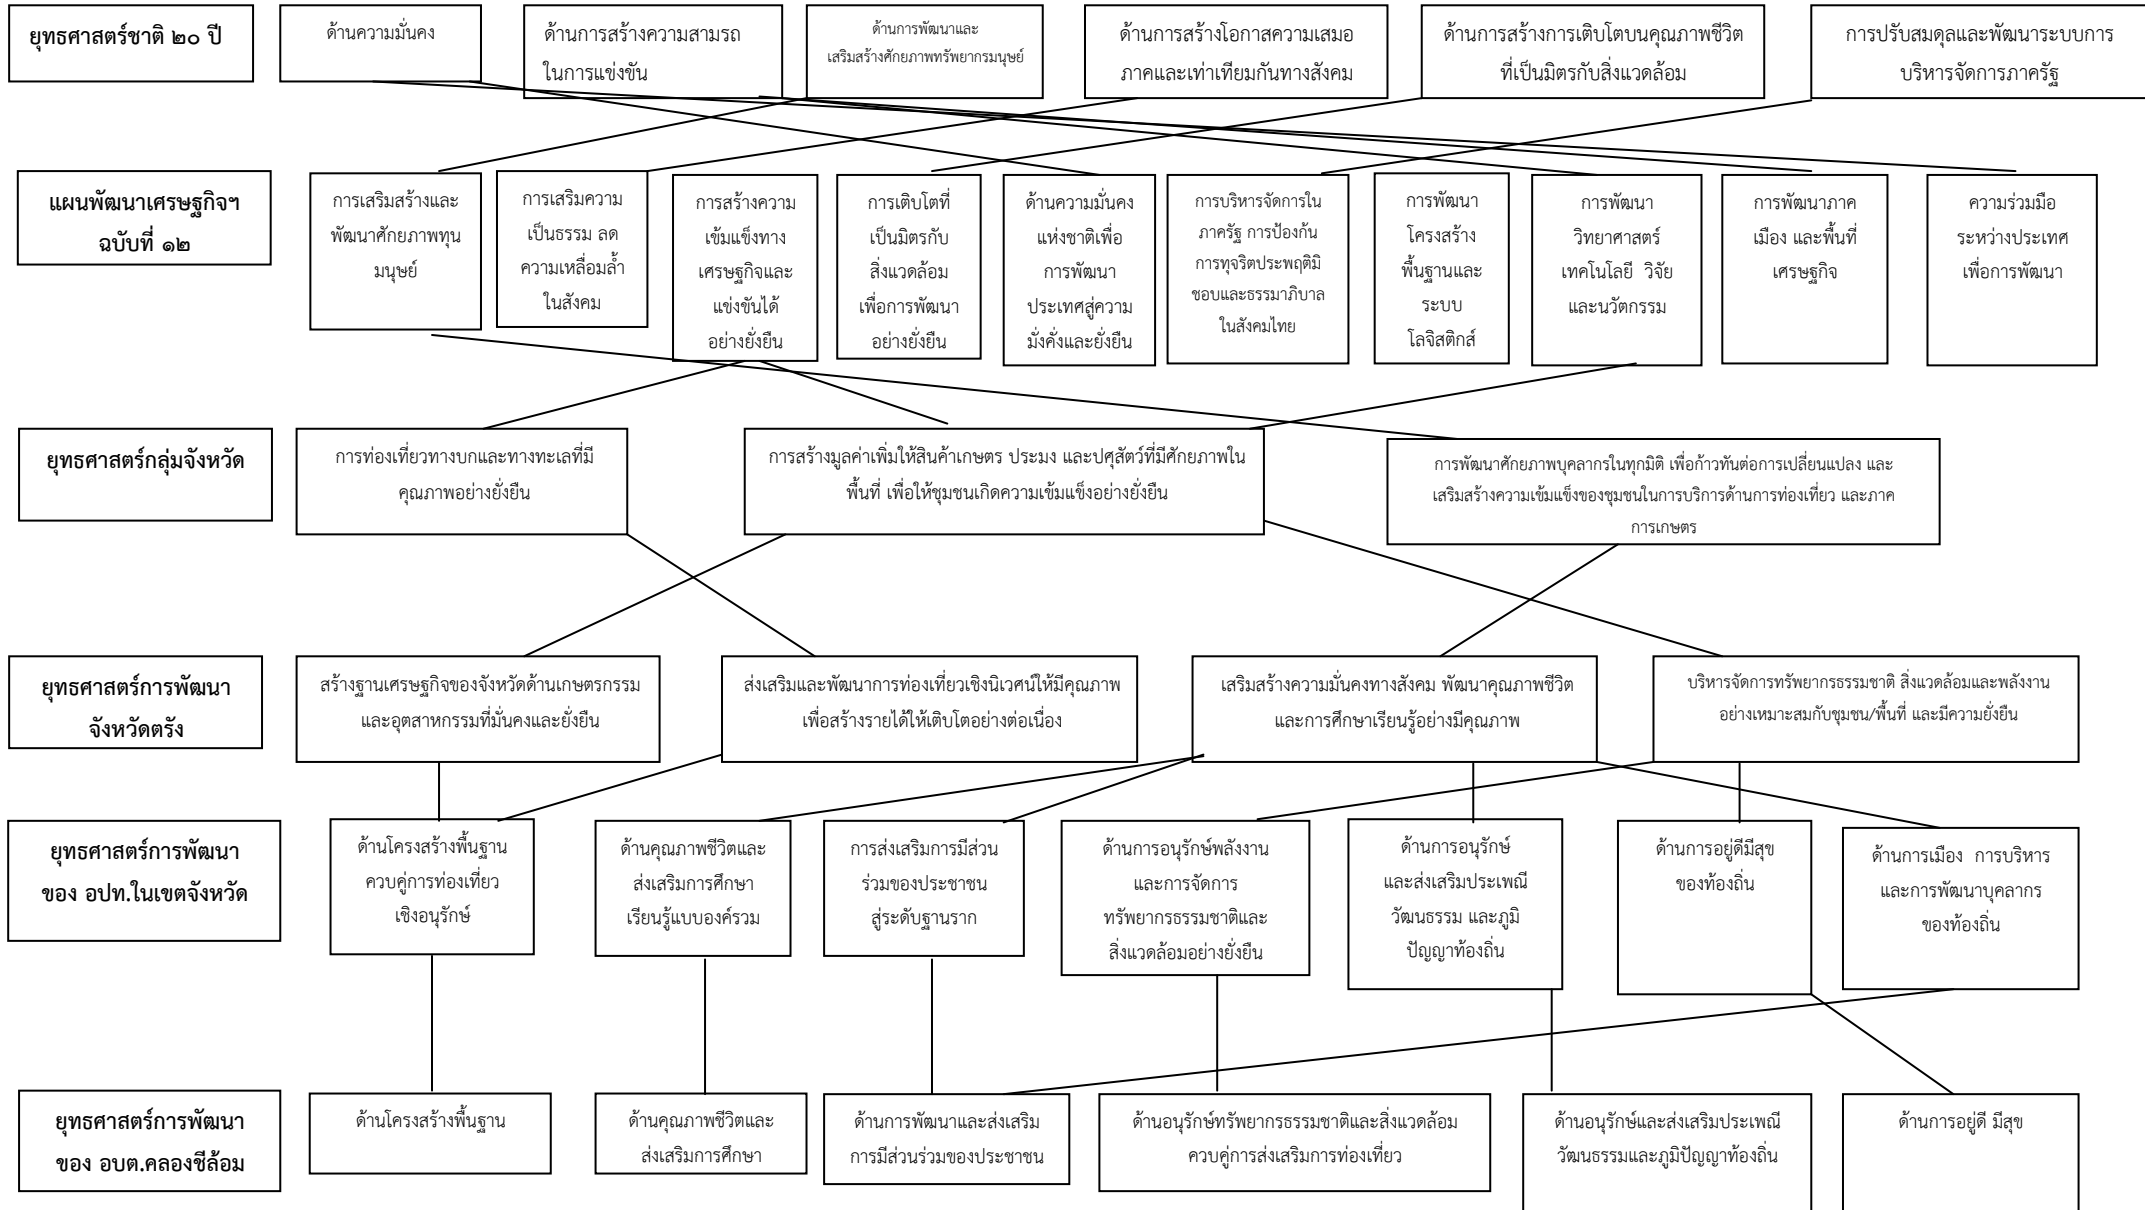 ยุทธศาสตร์ชาติ ๒๐ ปี
ด้านความมั่นคง
ด้านการสร้างความสามรถ
ในการแข่งขัน
ด้านการพัฒนาและ
เสริมสร้างศักยภาพทรัพยากรมนุษย์
ด้านการสร้างโอกาสความเสมอ
ภาคและเท่าเทียมกันทางสังคม
ด้านการสร้างการเติบโตบนคุณภาพชีวิต
ที่เป็นมิตรกับสิ่งแวดล้อม
การปรับสมดุลและพัฒนาระบบการ
บริหารจัดการภาครัฐ
แผนพัฒนาเศรษฐกิจฯ
ฉบับที่ ๑๒
การเสริมสร้างและ
พัฒนาศักยภาพทุน
มนุษย์
การเสริมความ
เป็นธรรม ลด
ความเหลื่อมล้ำ
ในสังคม
การสร้างความ
เข้มแข็งทาง
เศรษฐกิจและ
แข่งขันได้
อย่างยั่งยืน
การเติบโตที่
เป็นมิตรกับ
สิ่งแวดล้อม
เพื่อการพัฒนา
อย่างยั่งยืน
ด้านความมั่นคง
แห่งชาติเพื่อ
การพัฒนา
ประเทศสู่ความ
มั่งคั่งและยั่งยืน
การบริหารจัดการใน
ภาครัฐ การป้องกัน
การทุจริตประพฤติมิ
ชอบและธรรมาภิบาล
ในสังคมไทย
การพัฒนา
โครงสร้าง
พื้นฐานและ
ระบบ
โลจิสติกส์
การพัฒนา
วิทยาศาสตร์
เทคโนโลยี วิจัย
และนวัตกรรม
การพัฒนาภาค
เมือง และพื้นที่
เศรษฐกิจ
ความร่วมมือ
ระหว่างประเทศ
เพื่อการพัฒนา
ยุทธศาสตร์กลุ่มจังหวัด
การท่องเที่ยวทางบกและทางทะเลที่มี
คุณภาพอย่างยั่งยืน
การสร้างมูลค่าเพิ่มให้สินค้าเกษตร ประมง และปศุสัตว์ที่มีศักยภาพใน
พื้นที่ เพื่อให้ชุมชนเกิดความเข้มแข็งอย่างยั่งยืน
การพัฒนาศักยภาพบุคลากรในทุกมิติ เพื่อก้าวทันต่อการเปลี่ยนแปลง และ
เสริมสร้างความเข้มแข็งของชุมชนในการบริการด้านการท่องเที่ยว และภาค
การเกษตร
ยุทธศาสตร์การพัฒนา
จังหวัดตรัง
สร้างฐานเศรษฐกิจของจังหวัดด้านเกษตรกรรม
และอุตสาหกรรมที่มั่นคงและยั่งยืน
ส่งเสริมและพัฒนาการท่องเที่ยวเชิงนิเวศน์ให้มีคุณภาพ
เพื่อสร้างรายได้ให้เติบโตอย่างต่อเนื่อง
เสริมสร้างความมั่นคงทางสังคม พัฒนาคุณภาพชีวิต
และการศึกษาเรียนรู้อย่างมีคุณภาพ
บริหารจัดการทรัพยากรธรรมชาติ สิ่งแวดล้อมและพลังงาน
อย่างเหมาะสมกับชุมชน/พื้นที่ และมีความยั่งยืน
ยุทธศาสตร์การพัฒนา
ของ อปท.ในเขตจังหวัด
ด้านโครงสร้างพื้นฐาน
ควบคู่การท่องเที่ยว
เชิงอนุรักษ์
ด้านคุณภาพชีวิตและ
ส่งเสริมการศึกษา
เรียนรู้แบบองค์รวม
การส่งเสริมการมีส่วน
ร่วมของประชาชน
สู่ระดับฐานราก
ด้านการอนุรักษ์พลังงาน
และการจัดการ
ทรัพยากรธรรมชาติและ
สิ่งแวดล้อมอย่างยั่งยืน
ด้านการอนุรักษ์
และส่งเสริมประเพณี
วัฒนธรรม และภูมิ
ปัญญาท้องถิ่น
ด้านการอยู่ดีมีสุข
ของท้องถิ่น
ด้านการเมือง การบริหาร
และการพัฒนาบุคลากร
ของท้องถิ่น
ยุทธศาสตร์การพัฒนา
ของ อบต.คลองชีล้อม
ด้านโครงสร้างพื้นฐาน
ด้านคุณภาพชีวิตและ
ส่งเสริมการศึกษา
ด้านการพัฒนาและส่งเสริม
การมีส่วนร่วมของประชาชน
ด้านอนุรักษ์ทรัพยากรธรรมชาติและสิ่งแวดล้อม
ควบคู่การส่งเสริมการท่องเที่ยว
ด้านอนุรักษ์และส่งเสริมประเพณี
วัฒนธรรมและภูมิปัญญาท้องถิ่น
ด้านการอยู่ดี มีสุข